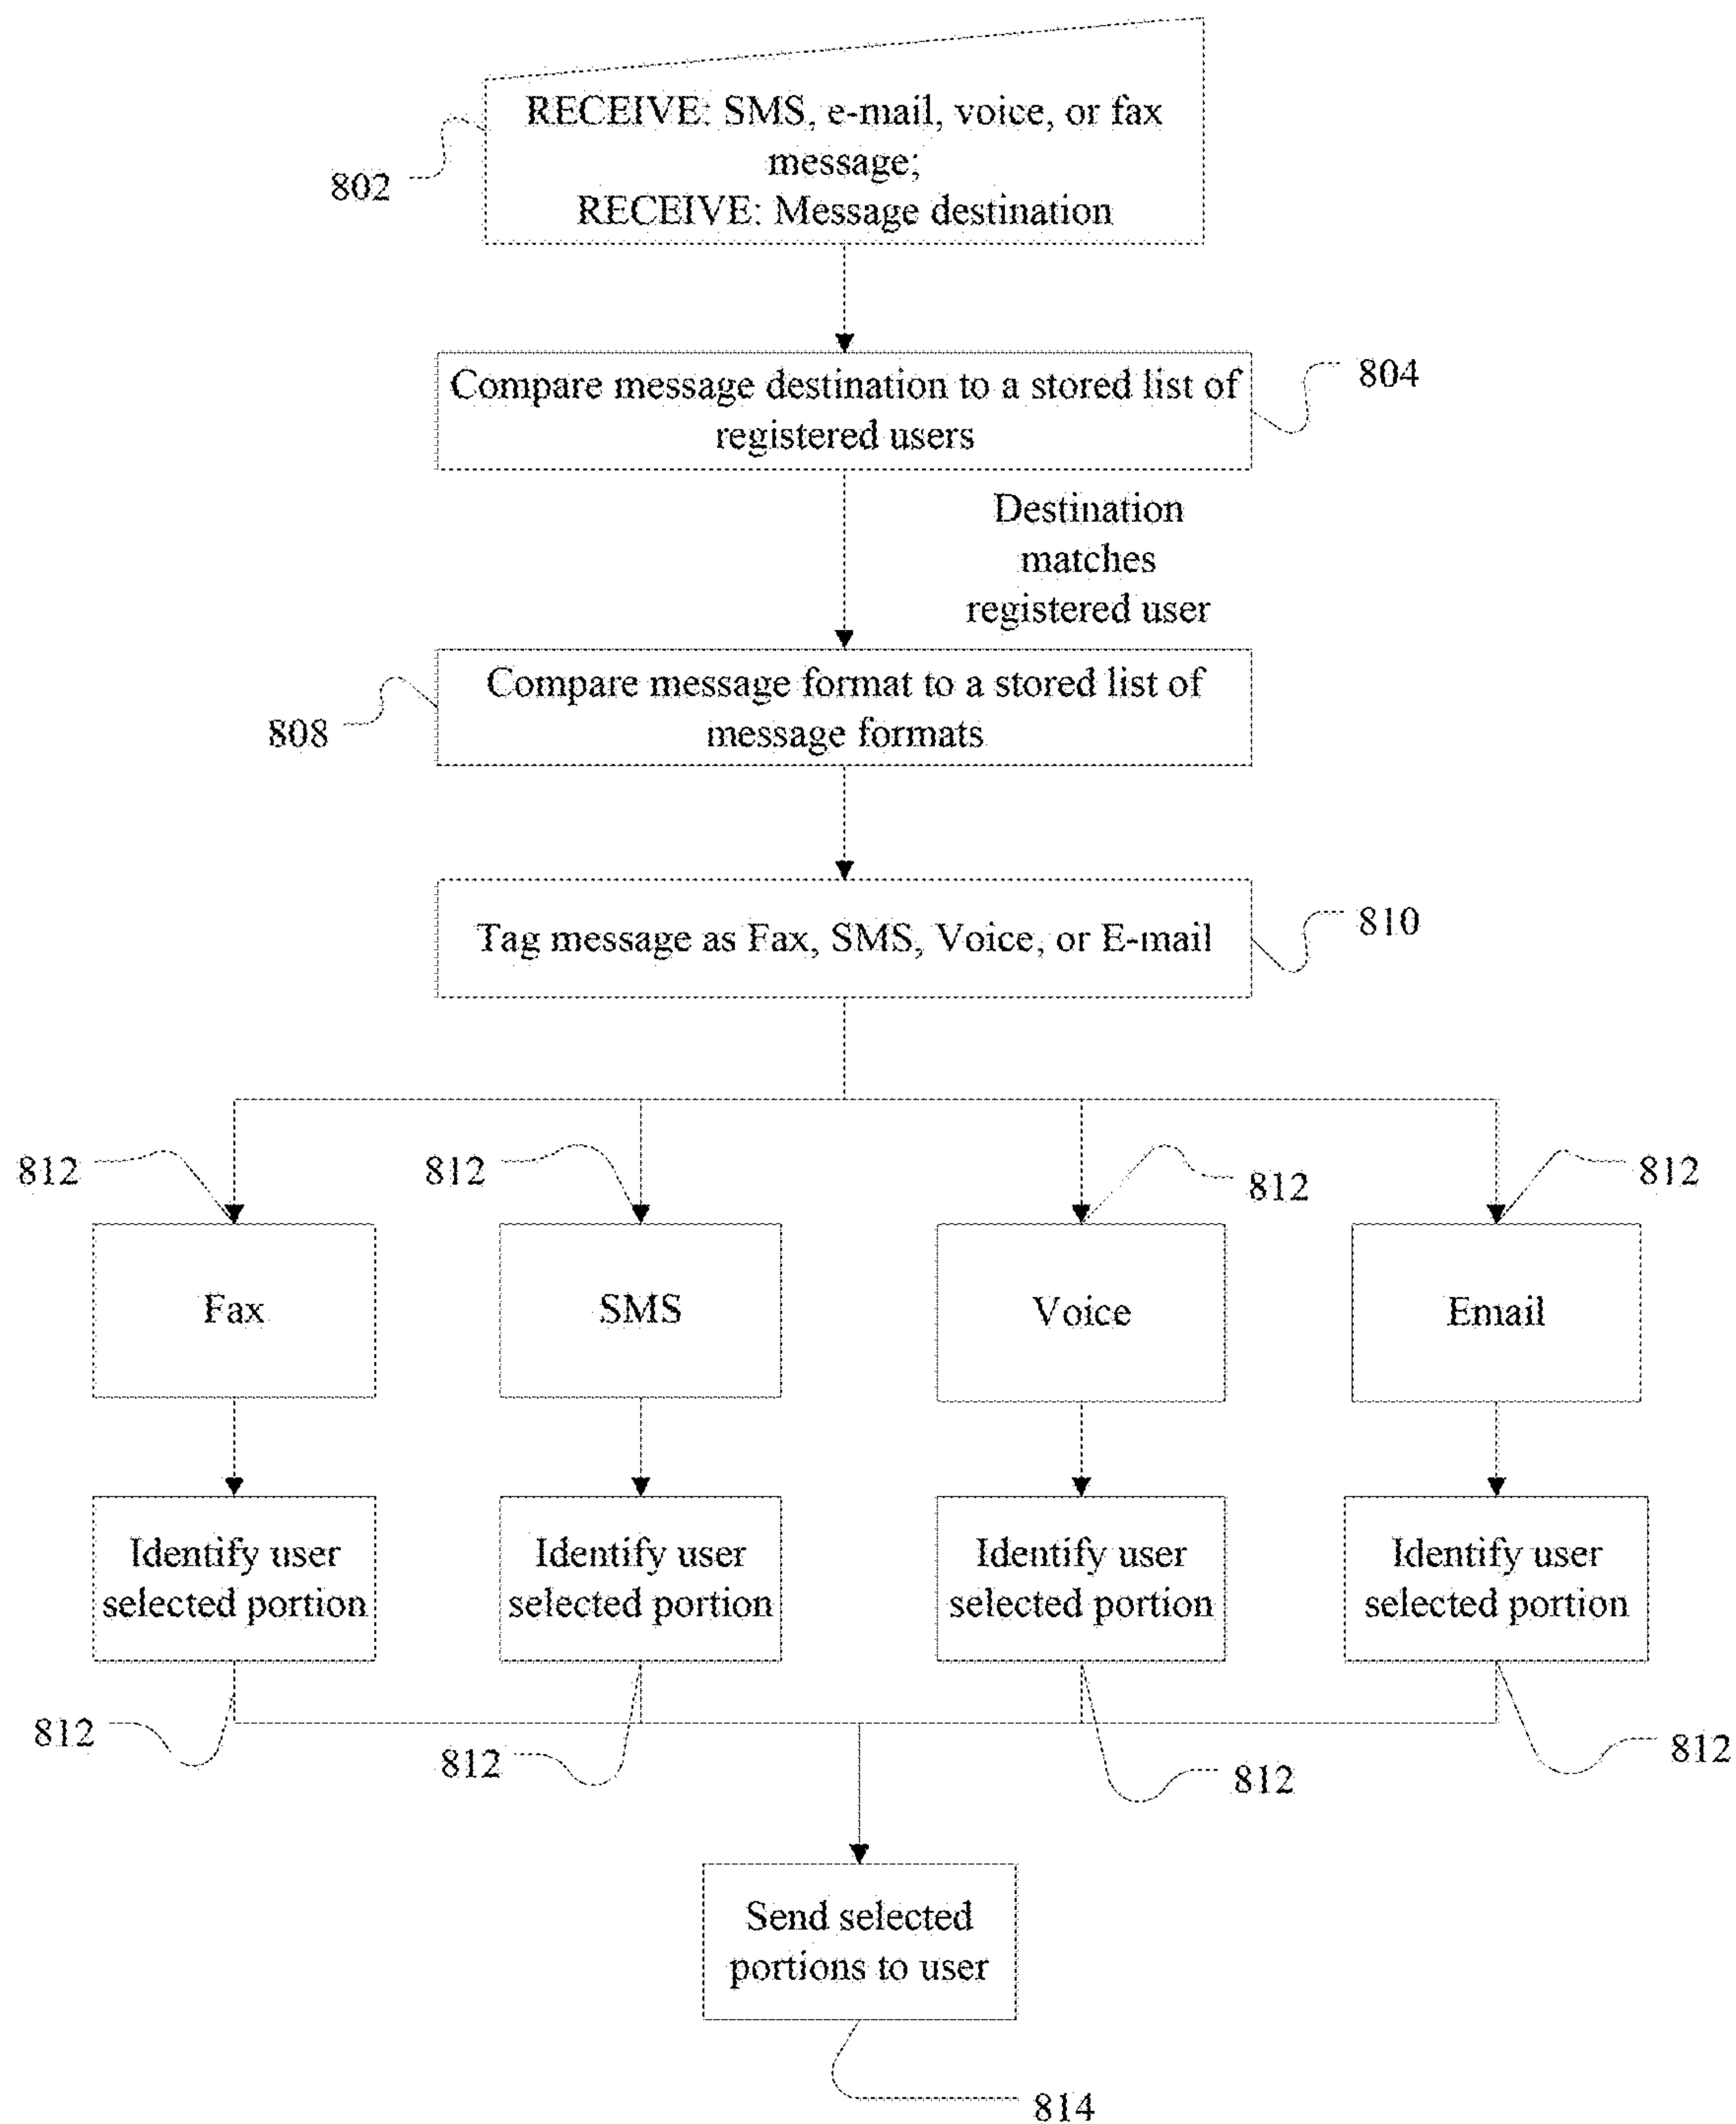 RECEIVE: SMS, e-mail, voice, or fax
message;
RECEIVE: Message destination
802
Compare message destination to a stored list of
registered users
804
Destination
matches
registered user
Compare message format to a stored list of
message formats
808
Tag message as Fax, SMS, Voice, or E-mail
810
812
812
812
812
Fax
SMS
Voice
Email
Identify user
selected portion
Identify user
selected portion
Identify user
selected portion
Identify user
selected portion
812
812
812
812
Send selected
portions to user
814